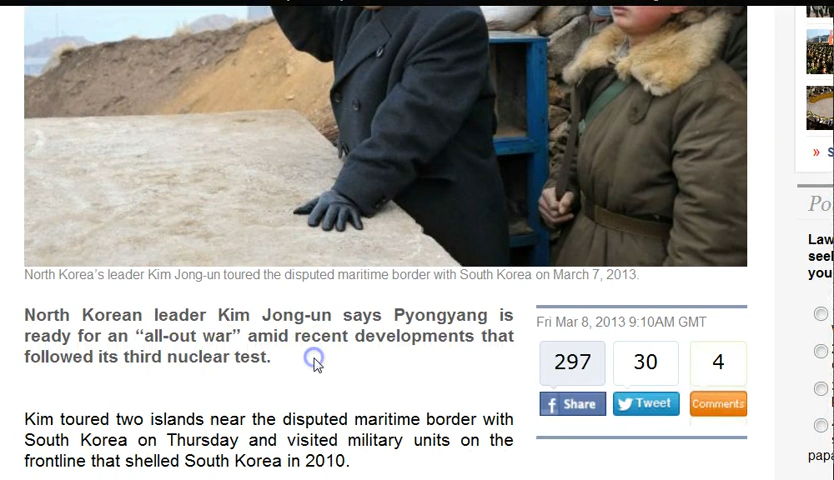 North Korea's leader Kim Jong-un toured the disputed maritime border with South Korea on March 7, 2013.
North Korean leader Kim Jong-un says Pyongyang is
ready for an “all-out war” amid recent developments that
followed its third nuclear test.
Kim toured two islands near the disputed maritime border with
South Korea on Thursday and visited military units on the
frontline that shelled South Korea in 2010.
Fri Mar 8, 2013 9:10AM GMT
297 30 4
Share Tweet Comments
» S
Po
Law
seel
you
papa